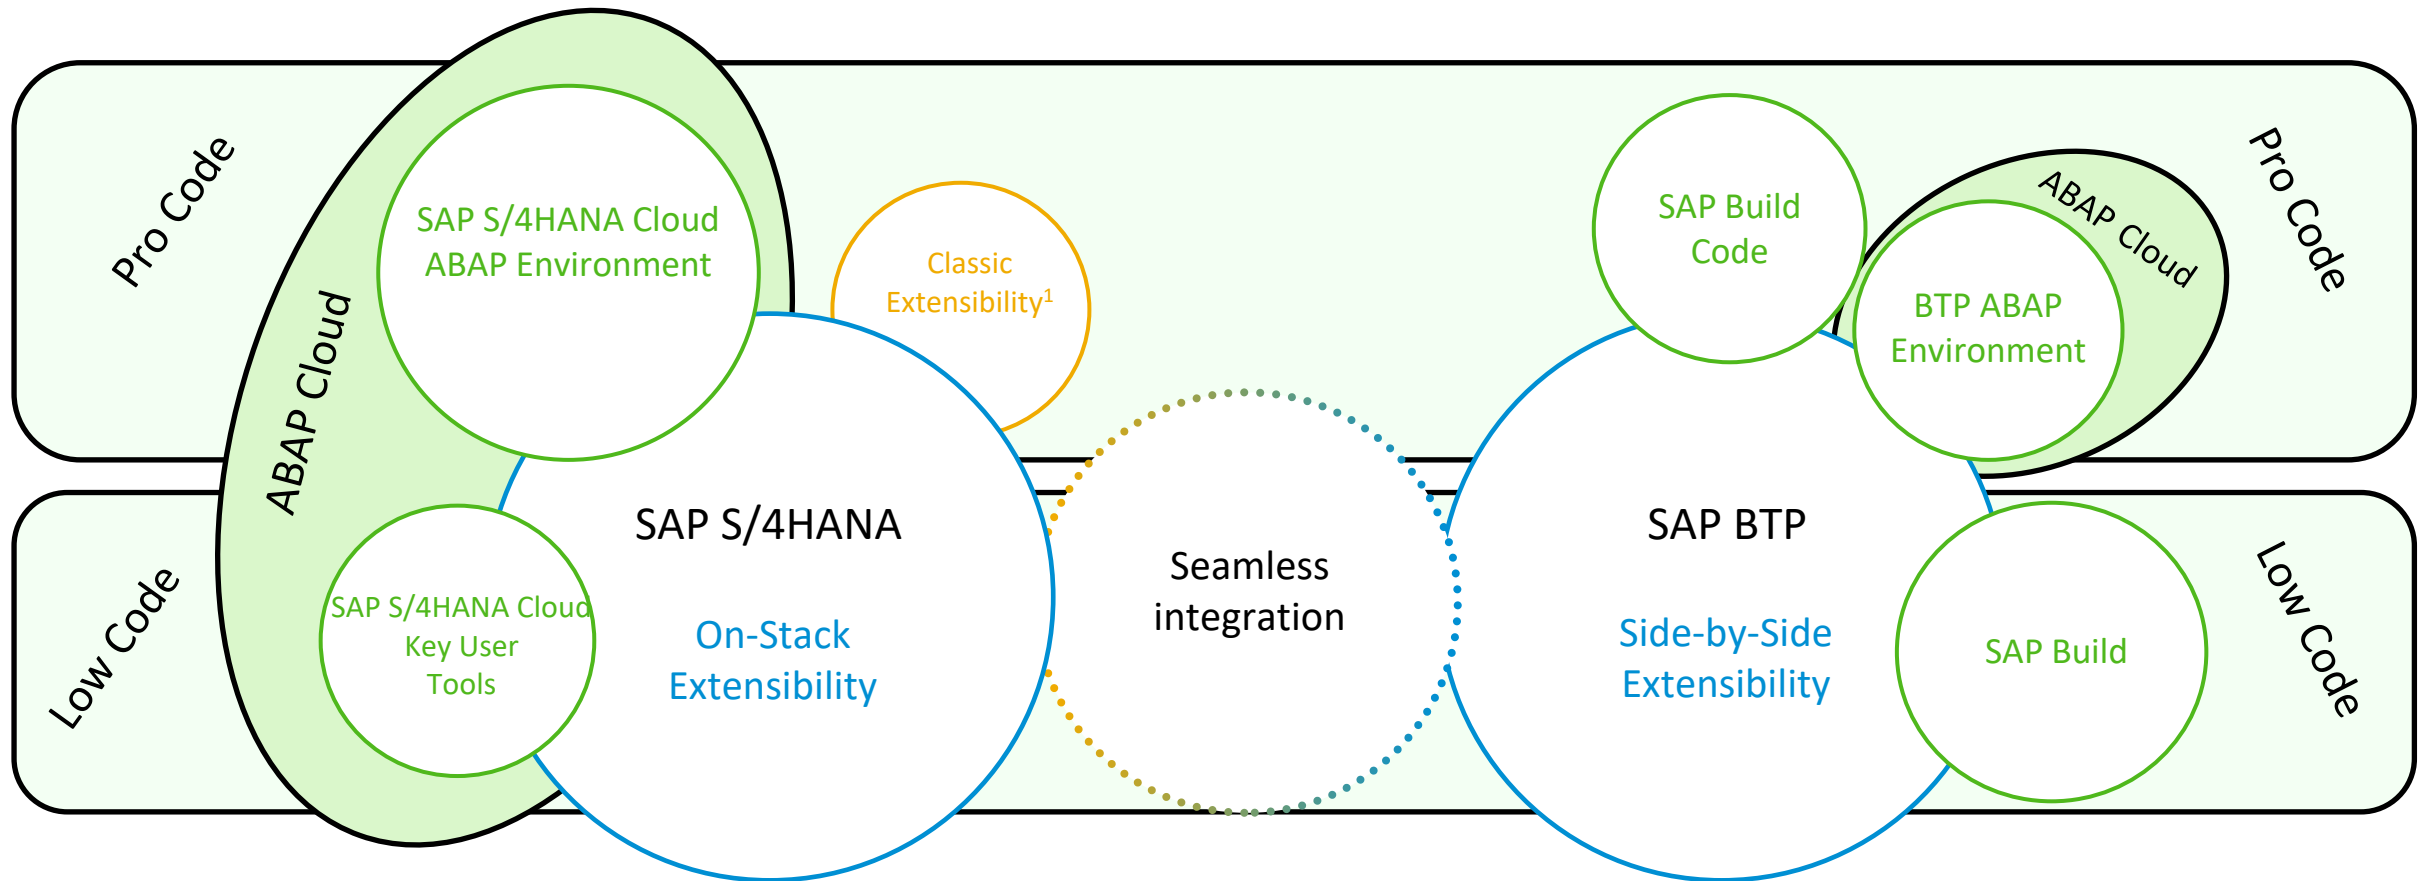 Pro Code
ABAP Cloud
SAP S/4HANA Cloud
ABAP Environment
Classic
Extensibility¹
SAP Build
Code
ABAP Cloud
BTP ABAP
Environment
Pro Code
Low Code
SAP S/4HANA Cloud
Key User
Tools
SAP S/4HANA
On-Stack
Extensibility
Seamless
integration
SAP BTP
Side-by-Side
Extensibility
SAP Build
Low Code